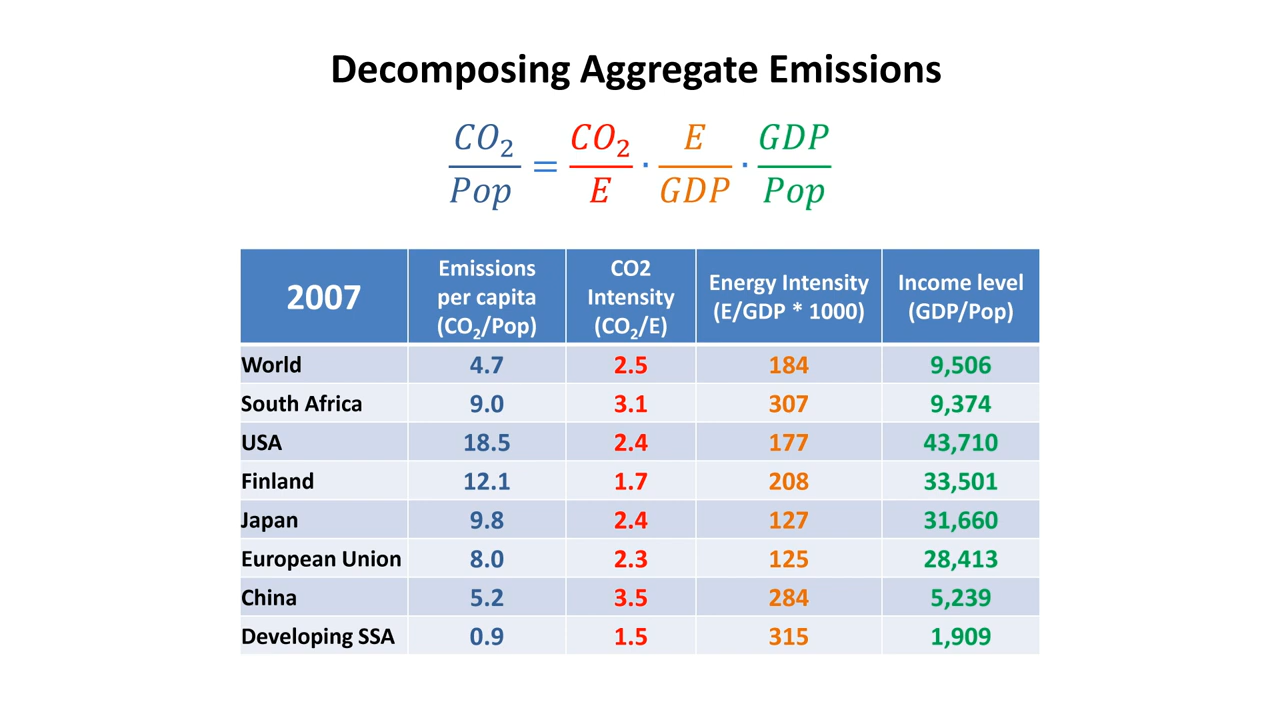 Decomposing Aggregate Emissions
CO₂/Pop = CO₂/E · E/GDP · GDP/Pop
2007 | Emissions per capita (CO₂/Pop) | CO2 Intensity (CO₂/E) | Energy Intensity (E/GDP * 1000) | Income level (GDP/Pop)
World | 4.7 | 2.5 | 184 | 9,506
South Africa | 9.0 | 3.1 | 307 | 9,374
USA | 18.5 | 2.4 | 177 | 43,710
Finland | 12.1 | 1.7 | 208 | 33,501
Japan | 9.8 | 2.4 | 127 | 31,660
European Union | 8.0 | 2.3 | 125 | 28,413
China | 5.2 | 3.5 | 284 | 5,239
Developing SSA | 0.9 | 1.5 | 315 | 1,909